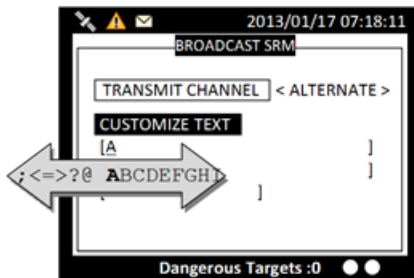 2013/01/17 07:18:11
BROADCAST SRM
TRANSMIT CHANNEL < ALTERNATE >
CUSTOMIZE TEXT
[A ]
;<=>?@ ABCDEFGHI ]
[ ]
Dangerous Targets :0